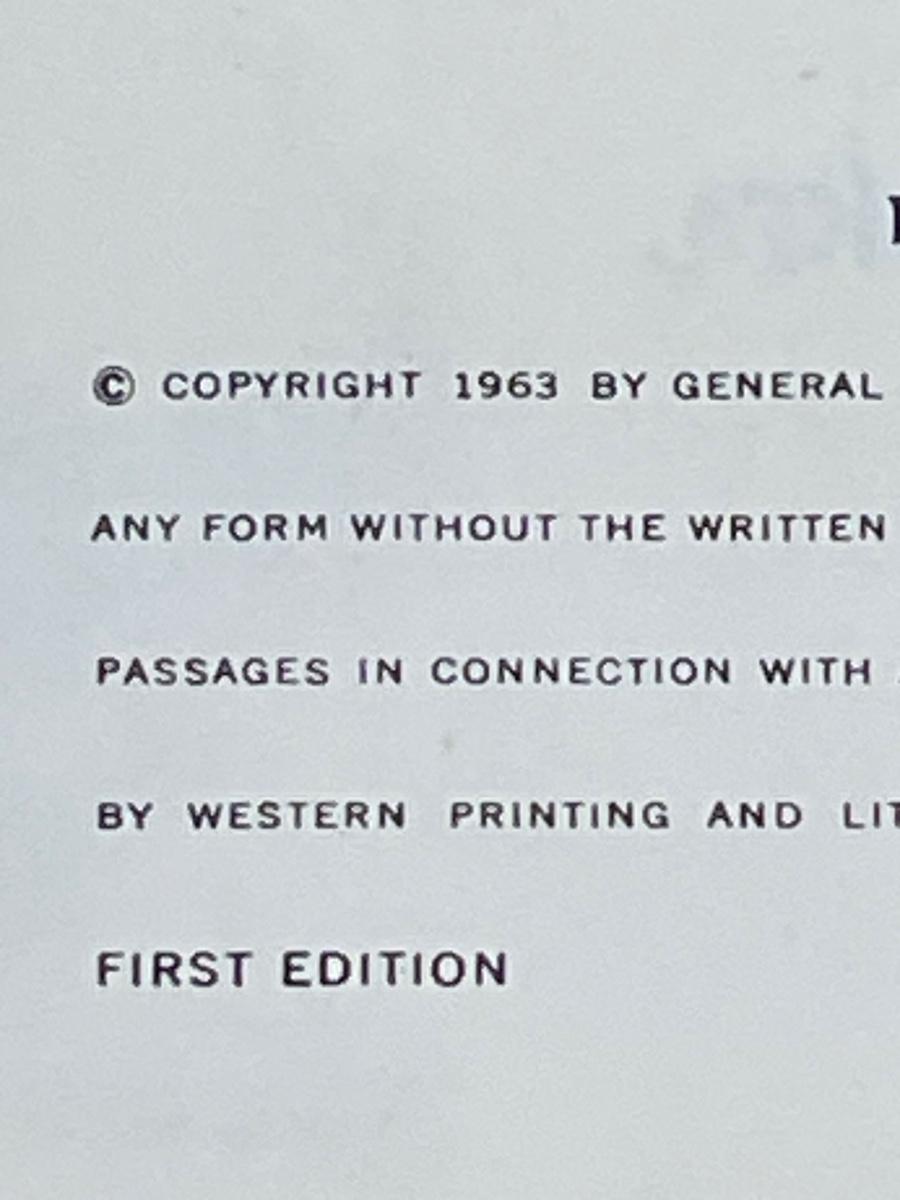 © COPYRIGHT 1963 BY GENERAL
ANY FORM WITHOUT THE WRITTEN
PASSAGES IN CONNECTION WITH
BY WESTERN PRINTING AND LIT
FIRST EDITION